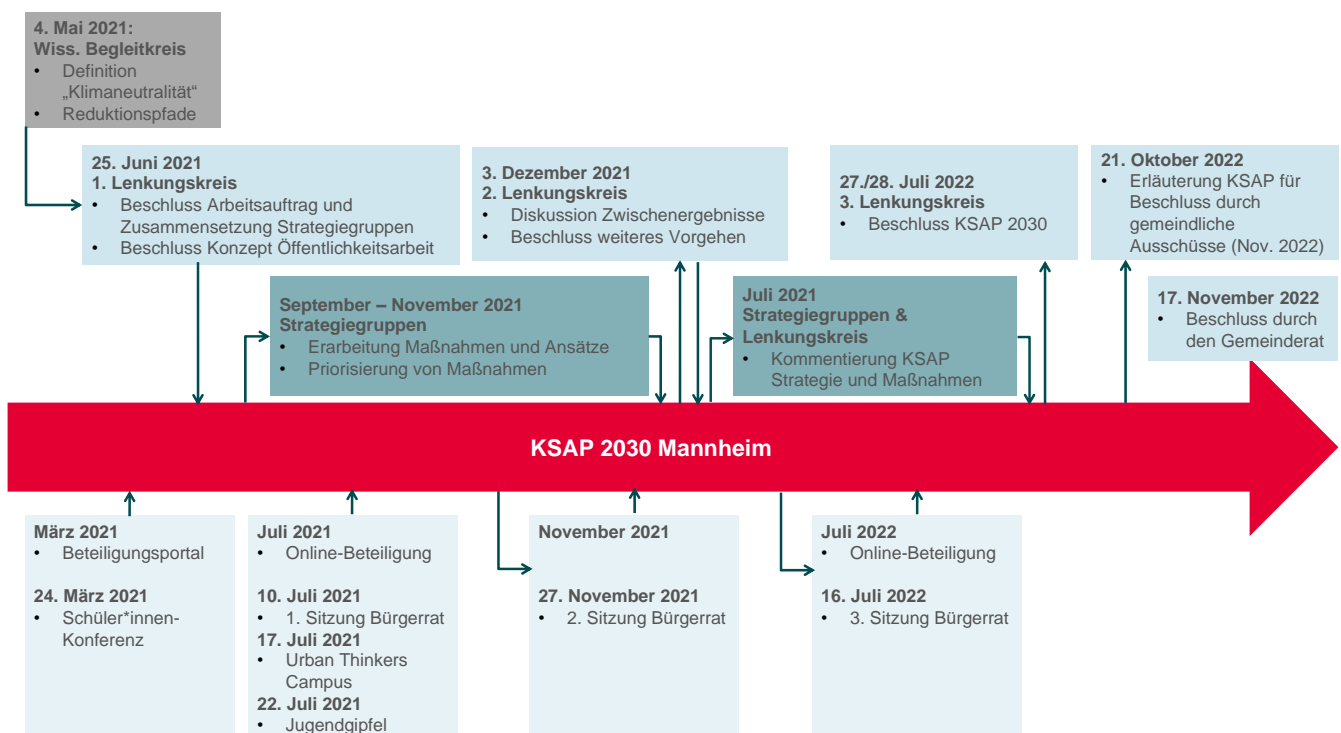 4. Mai 2021:
Wiss. Begleitkreis
• Definition
„Klimaneutralität“
• Reduktionspfade
25. Juni 2021
1. Lenkungskreis
• Beschluss Arbeitsauftrag und
Zusammensetzung Strategiegruppen
• Beschluss Konzept Öffentlichkeitsarbeit
3. Dezember 2021
2. Lenkungskreis
• Diskussion Zwischenergebnisse
• Beschluss weiteres Vorgehen
27./28. Juli 2022
3. Lenkungskreis
• Beschluss KSAP 2030
21. Oktober 2022
• Erläuterung KSAP für
Beschluss durch
gemeindliche
Ausschüsse (Nov. 2022)
September – November 2021
Strategiegruppen
• Erarbeitung Maßnahmen und Ansätze
• Priorisierung von Maßnahmen
Juli 2021
Strategiegruppen &
Lenkungskreis
• Kommentierung KSAP
Strategie und Maßnahmen
17. November 2022
• Beschluss durch
den Gemeinderat
KSAP 2030 Mannheim
März 2021
• Beteiligungsportal
24. März 2021
• Schüler*innen-
Konferenz
Juli 2021
• Online-Beteiligung
10. Juli 2021
• 1. Sitzung Bürgerrat
17. Juli 2021
• Urban Thinkers
Campus
22. Juli 2021
• Jugendgipfel
November 2021
27. November 2021
• 2. Sitzung Bürgerrat
Juli 2022
• Online-Beteiligung
16. Juli 2022
• 3. Sitzung Bürgerrat